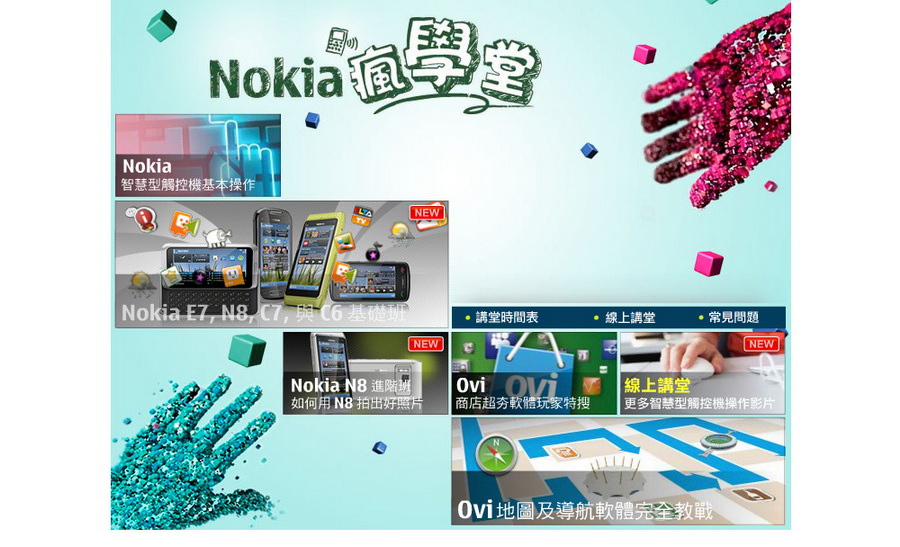 Nokia瘋學堂
Nokia
智慧型觸控機基本操作
NEW
Nokia E7, N8, C7, 與 C6 基礎班
講堂時間表
線上講堂
常見問題
NEW
Nokia N8 進階班
如何用 N8 拍出好照片
Ovi
Ovi
商店超夯軟體玩家特搜
NEW
線上講堂
更多智慧型觸控機操作影片
N
Ovi 地圖及導航軟體完全教戰